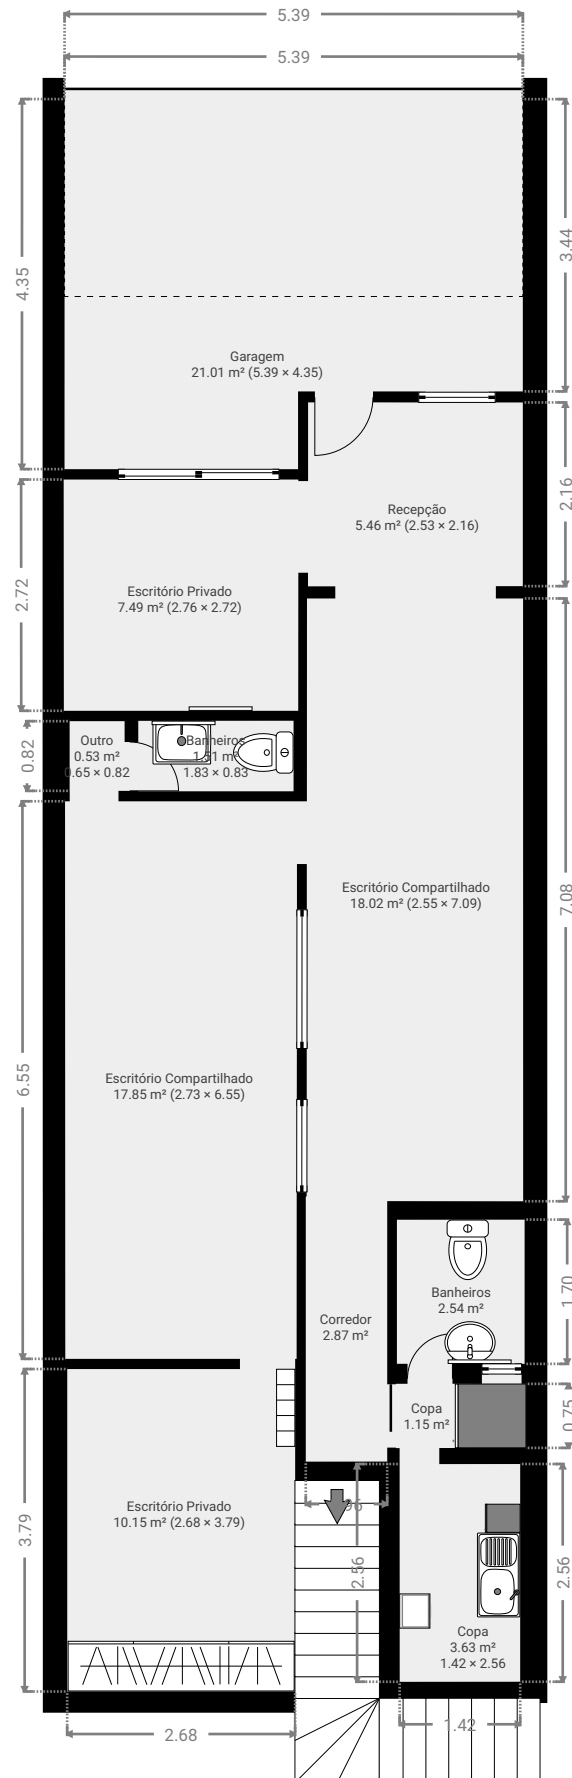 5.39
5.39
4.35
3.44
Garagem
21.01 m² (5.39 × 4.35)
2.16
Recepção
5.46 m² (2.53 × 2.16)
2.72
Escritório Privado
7.49 m² (2.76 × 2.72)
0.82
Outro
0.53 m²
0.65 × 0.82
Banheiros
1.83 × 0.83
7.08
Escritório Compartilhado
18.02 m² (2.55 × 7.09)
6.55
Escritório Compartilhado
17.85 m² (2.73 × 6.55)
1.70
Banheiros
2.54 m²
Corredor
2.87 m²
0.75
Copa
1.15 m²
3.79
Escritório Privado
10.15 m² (2.68 × 3.79)
2.56
2.56
Copa
3.63 m²
1.42 × 2.56
2.68
1.42